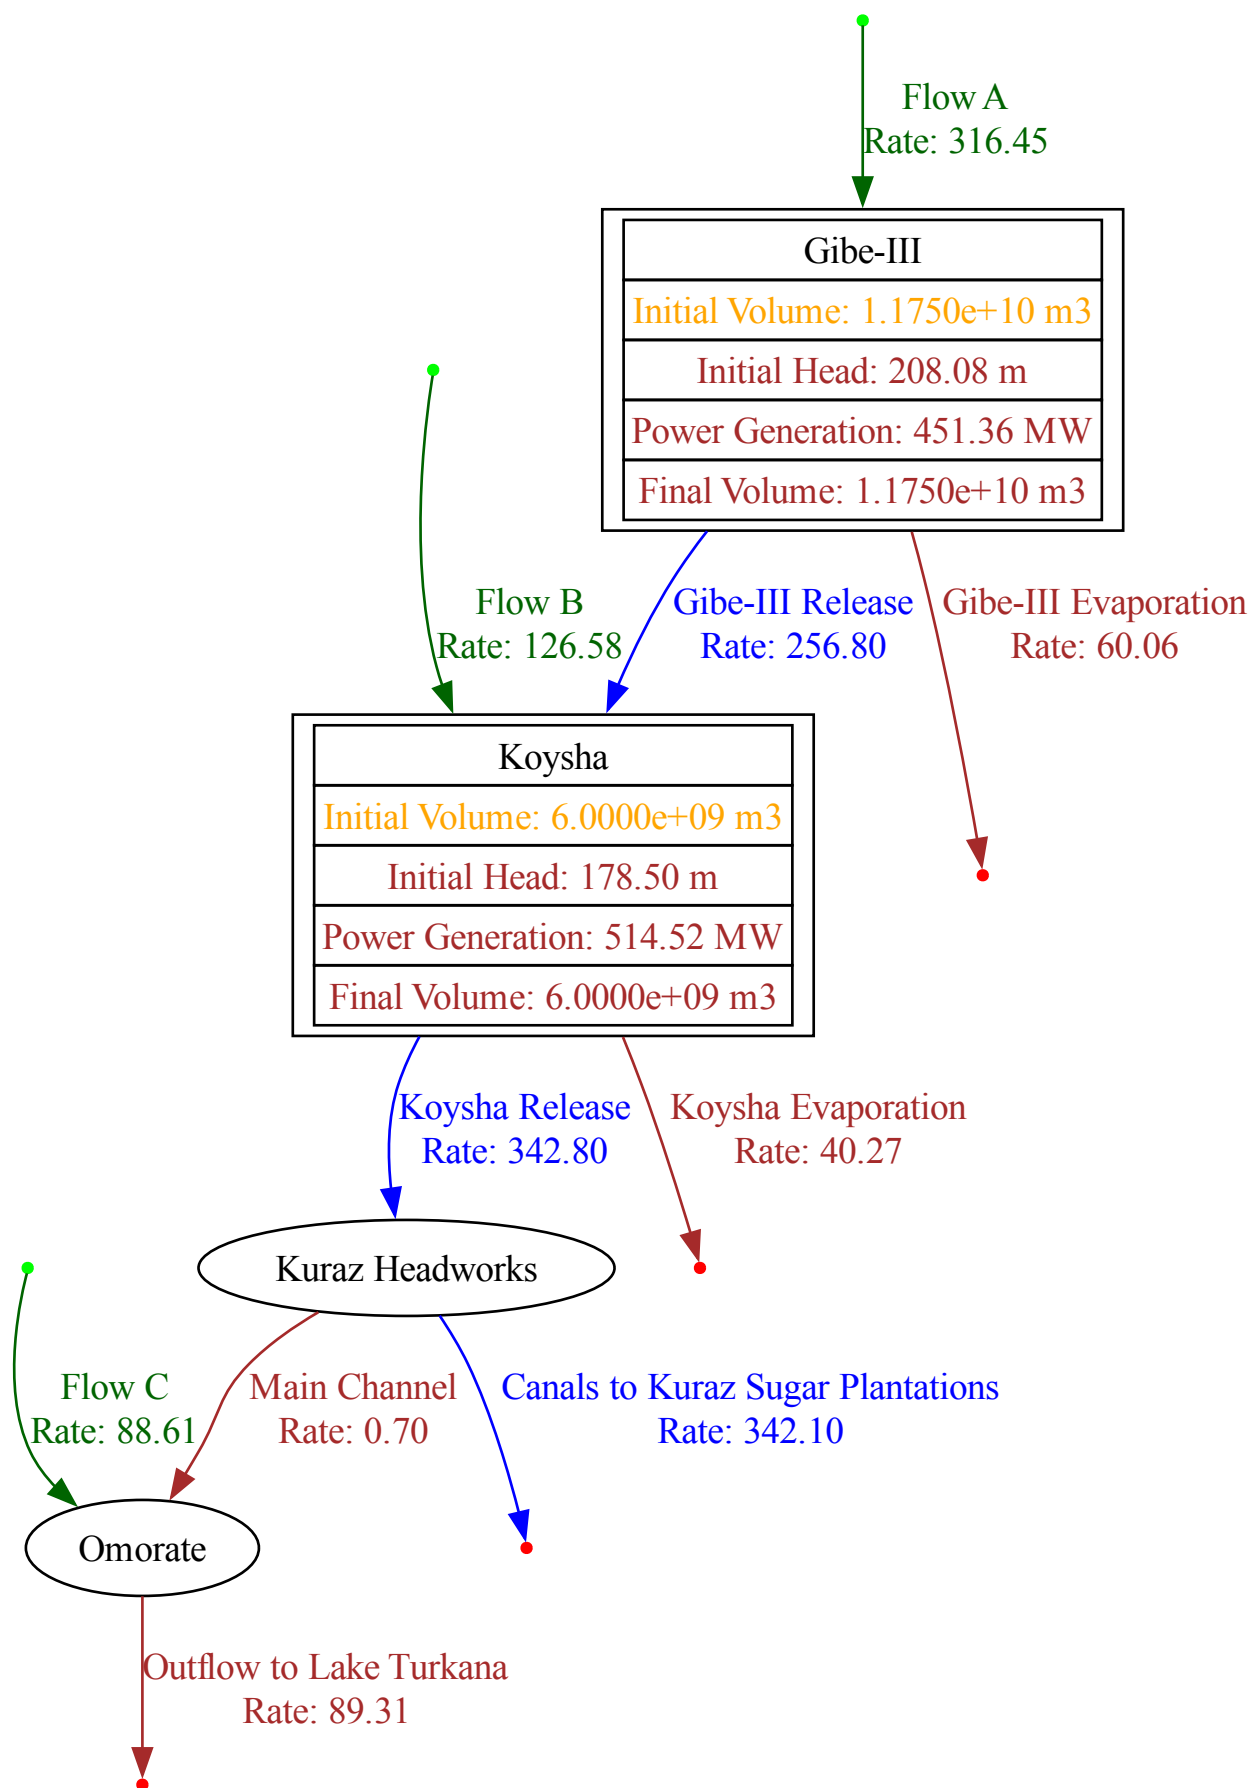 Flow A
Rate: 316.45
Gibe-III
Initial Volume: 1.1750e+10 m3
Initial Head: 208.08 m
Power Generation: 451.36 MW
Final Volume: 1.1750e+10 m3
Flow B
Rate: 126.58
Gibe-III Release
Rate: 256.80
Gibe-III Evaporation
Rate: 60.06
Koysha
Initial Volume: 6.0000e+09 m3
Initial Head: 178.50 m
Power Generation: 514.52 MW
Final Volume: 6.0000e+09 m3
Koysha Release
Rate: 342.80
Koysha Evaporation
Rate: 40.27
Kuraz Headworks
Flow C
Rate: 88.61
Main Channel
Rate: 0.70
Canals to Kuraz Sugar Plantations
Rate: 342.10
Omorate
Outflow to Lake Turkana
Rate: 89.31